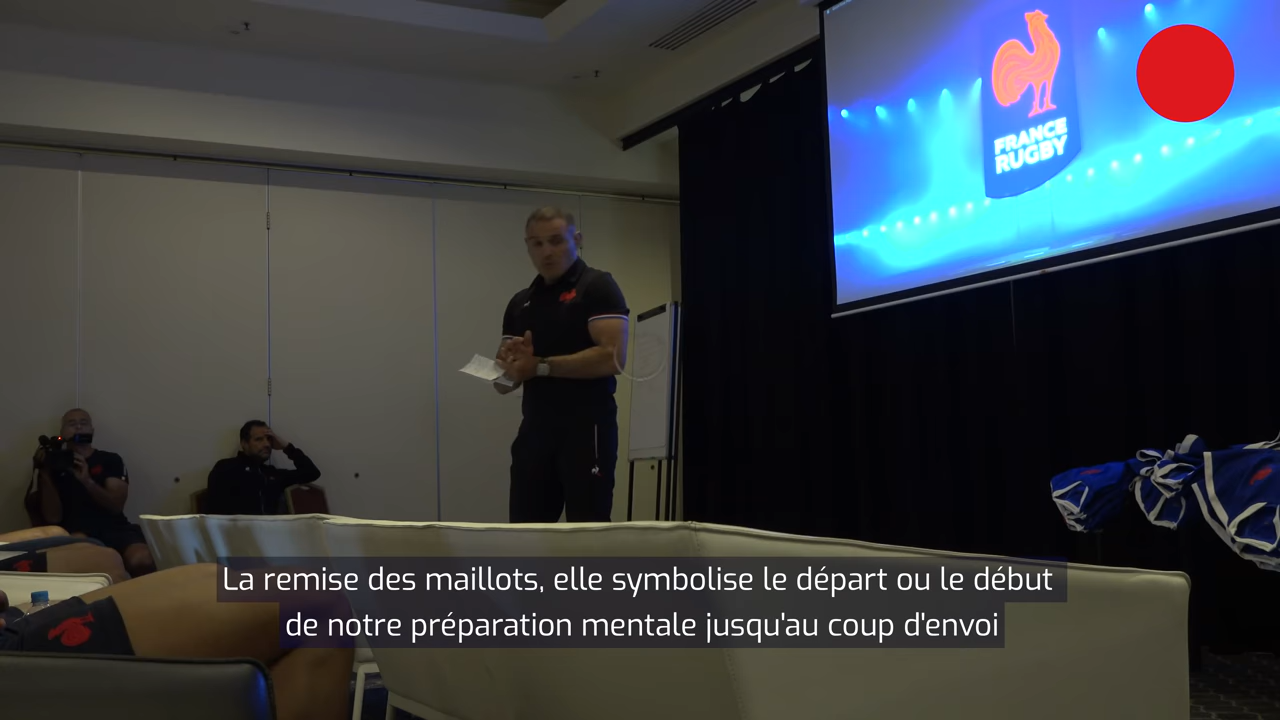 FRANCE
RUGBY
La remise des maillots, elle symbolise le départ ou le début
de notre préparation mentale jusqu'au coup d'envoi